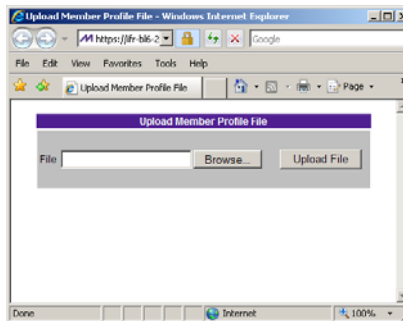 Upload Member Profile File - Windows Internet Explorer
https://lfr-bl6-2
Google
File Edit View Favorites Tools Help
Upload Member Profile File
Page
Upload Member Profile File
File Browse... Upload File
Done Internet 100%